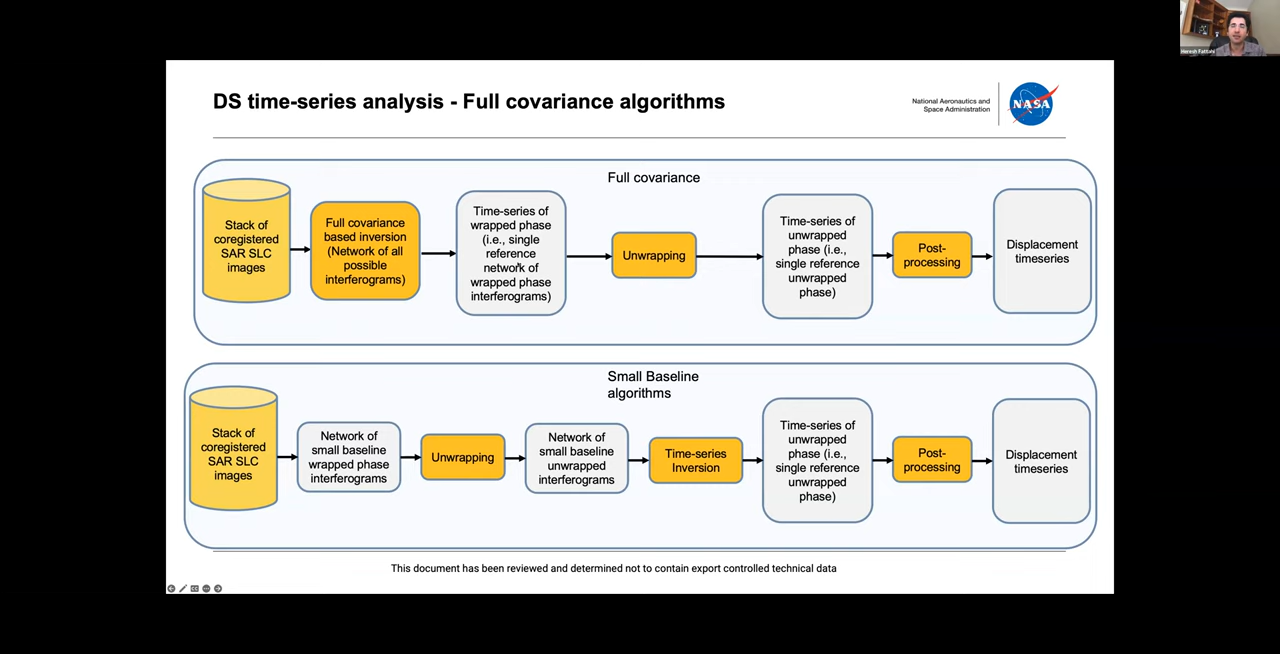 Heresh Fattahi
DS time-series analysis - Full covariance algorithms
National Aeronautics and
Space Administration
NASA
Full covariance
Stack of
coregistered
SAR SLC
images
Full covariance
based inversion
(Network of all
possible
interferograms)
Time-series of
wrapped phase
(i.e., single
reference
network of
wrapped phase
interferograms)
Unwrapping
Time-series of
unwrapped
phase (i.e.,
single reference
unwrapped
phase)
Post-
processing
Displacement
timeseries
Small Baseline
algorithms
Stack of
coregistered
SAR SLC
images
Network of
small baseline
wrapped phase
interferograms
Unwrapping
Network of
small baseline
unwrapped
interferograms
Time-series
Inversion
Time-series of
unwrapped
phase (i.e.,
single reference
unwrapped
phase)
Post-
processing
Displacement
timeseries
This document has been reviewed and determined not to contain export controlled technical data